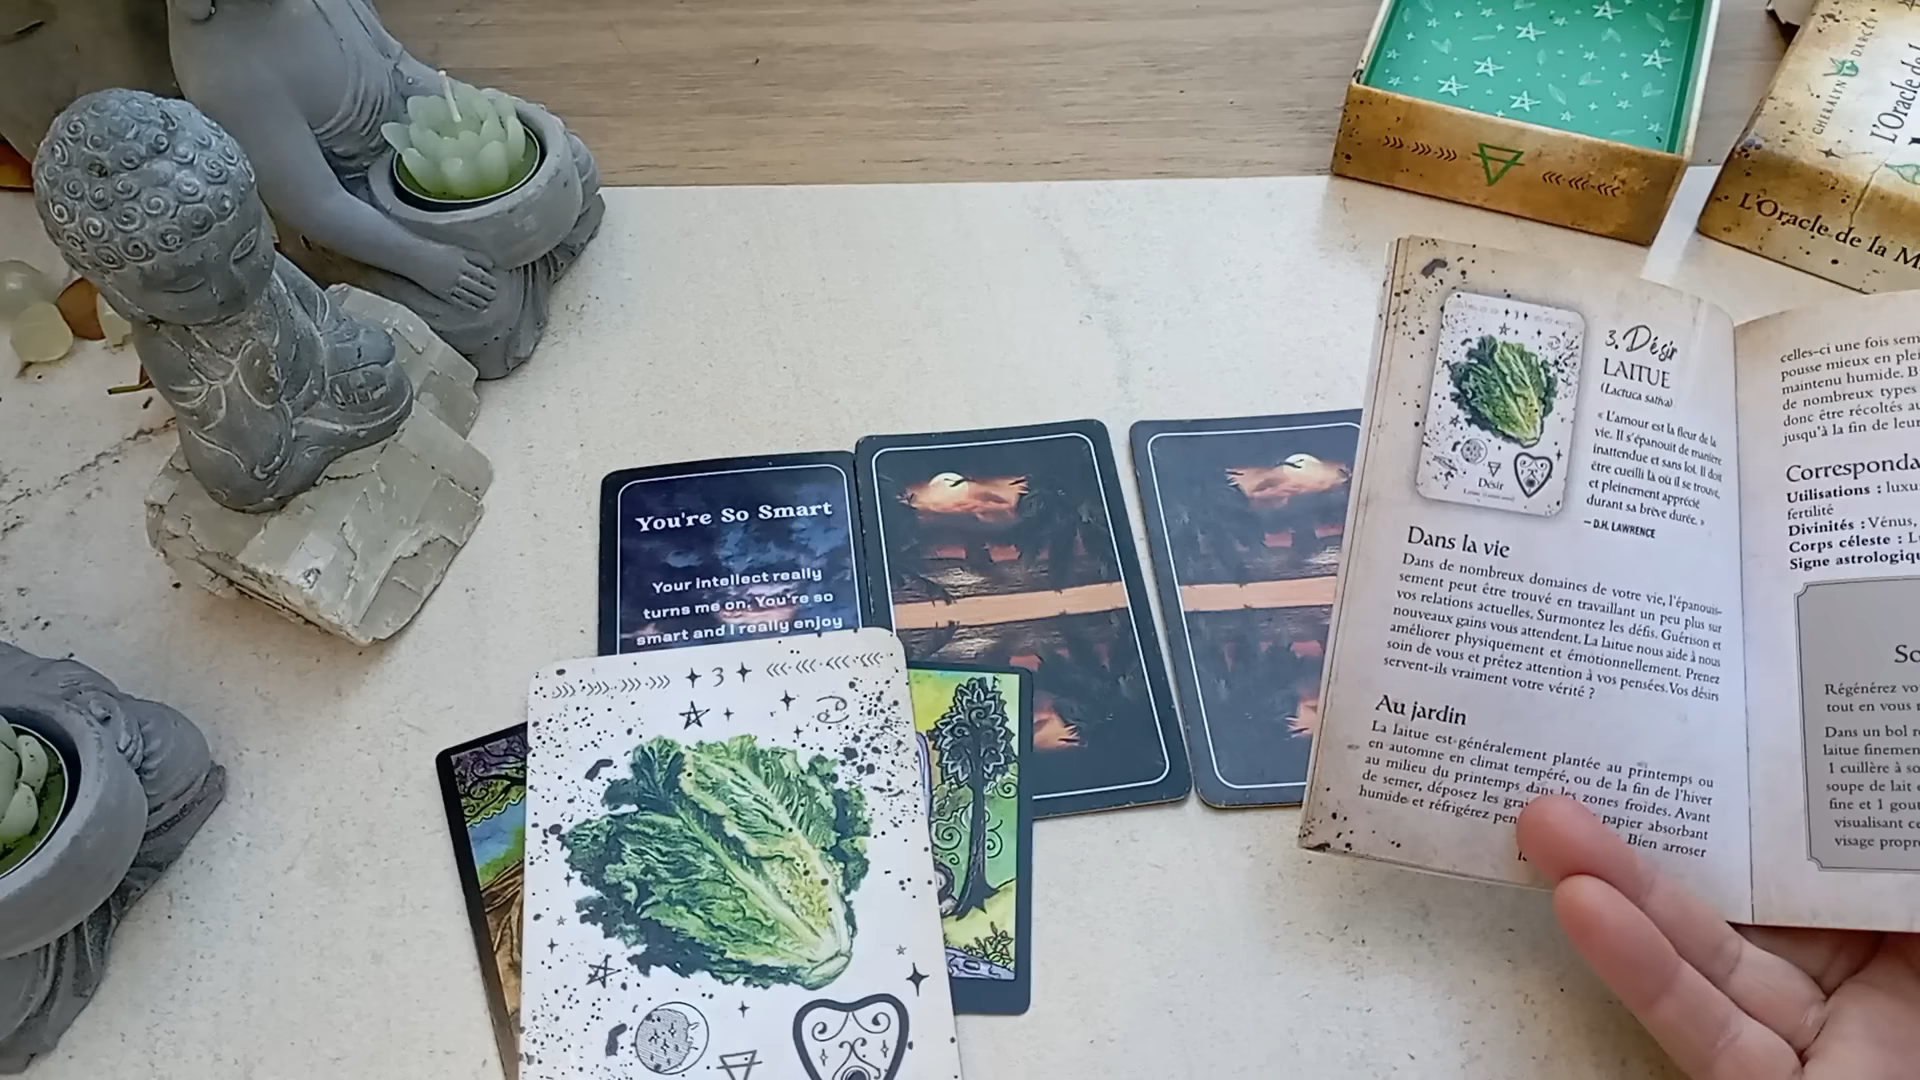 CHERALYN DARCEY
L'Oracle de la
L'Oracle de la M
You're So Smart
Your Intellect really
turns me on. You're so
smart and I really enjoy
3
3
Désir
3. Désir
LAITUE
(Lactuca sativa)
« L'amour est la fleur de la
vie. Il s'épanouit de manière
inattendue et sans loi. Il doit
être cueilli là où il se trouve,
et pleinement apprécié
durant sa brève durée. »
— D.H. LAWRENCE
Dans la vie
Dans de nombreux domaines de votre vie, l'épanouis-
sement peut être trouvé en travaillant un peu plus sur
vos relations actuelles. Surmontez les défis. Guérison et
nouveaux gains vous attendent. La laitue nous aide à nous
améliorer physiquement et émotionnellement. Prenez
soin de vous et prêtez attention à vos pensées. Vos désirs
servent-ils vraiment votre vérité ?
Au jardin
La laitue est généralement plantée au printemps ou
en automne en climat tempéré, ou de la fin de l'hiver
au milieu du printemps dans les zones froides. Avant
de semer, déposez les papier absorbant
humide et réfrigérez Bien arroser
celles-ci une fois
pousse mieux en
maintenu humide.
de nombreux types
donc être récoltés
jusqu'à la fin de leur
Utilisations :
fertilité
Divinités : Vénus,
Corps céleste :
Signe
Régénérez
tout en vous
Dans un bol
laitue
1 cuillère à
soupe de lait
fine et 1
visualisant
visage